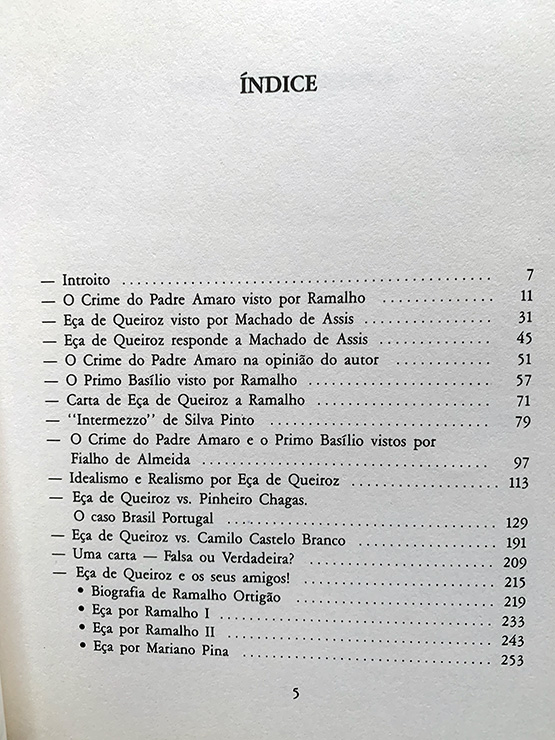 ÍNDICE
— Introito ........................................ 7
— O Crime do Padre Amaro visto por Ramalho ............ 11
— Eça de Queiroz visto por Machado de Assis .............. 31
— Eça de Queiroz responde a Machado de Assis ............ 45
— O Crime do Padre Amaro na opinião do autor .......... 51
— O Primo Basílio visto por Ramalho .................... 57
— Carta de Eça de Queiroz a Ramalho .................... 71
— “Intermezzo” de Silva Pinto .......................... 79
— O Crime do Padre Amaro e o Primo Basílio vistos por
Fialho de Almeida .................................. 97
— Idealismo e Realismo por Eça de Queiroz ................ 113
— Eça de Queiroz vs. Pinheiro Chagas.
O caso Brasil Portugal .............................. 129
— Eça de Queiroz vs. Camilo Castelo Branco .............. 191
— Uma carta — Falsa ou Verdadeira? .................... 209
— Eça de Queiroz e os seus amigos! ...................... 215
• Biografia de Ramalho Ortigão ........................ 219
• Eça por Ramalho I ................................ 233
• Eça por Ramalho II ................................ 243
• Eça por Mariano Pina .............................. 253
5